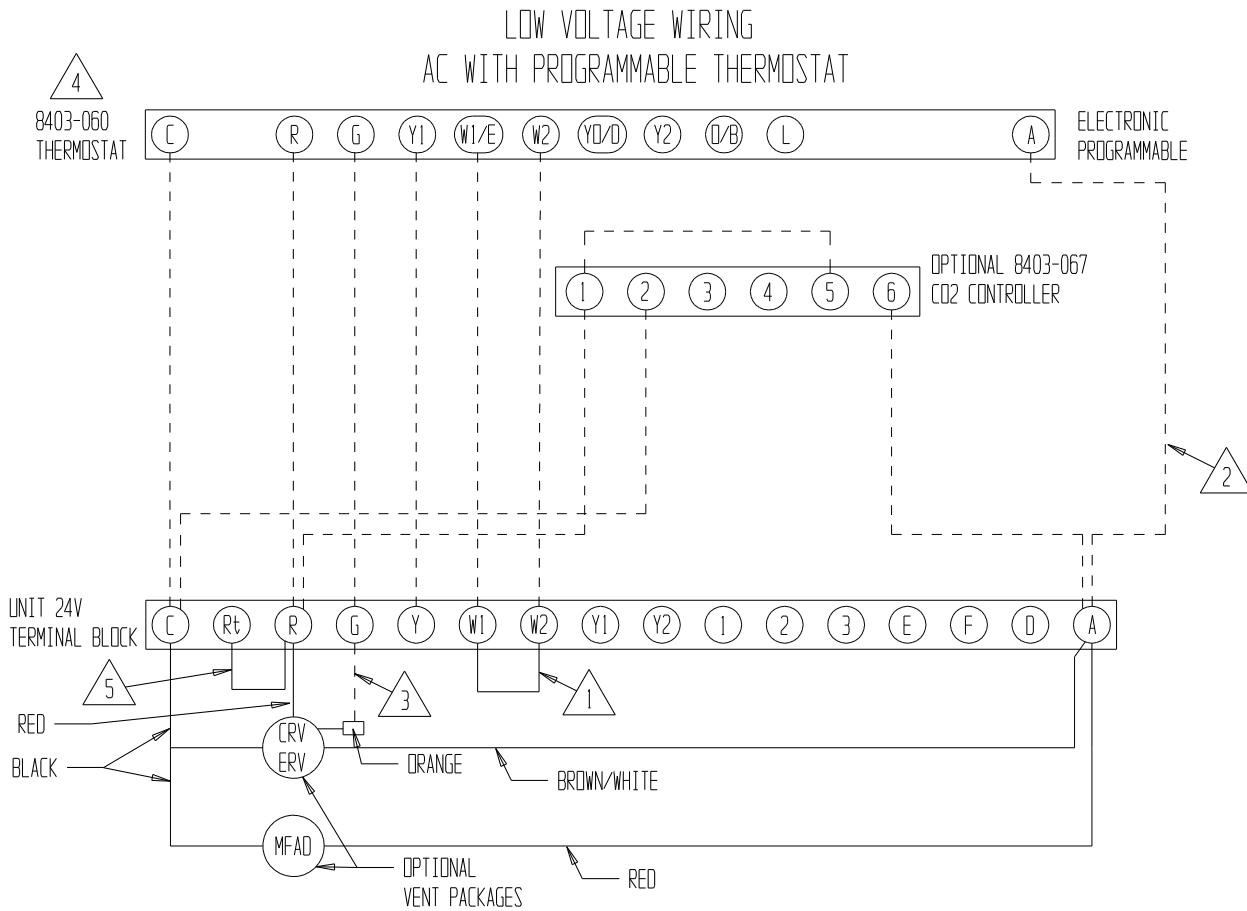 LOW VOLTAGE WIRING
AC WITH PROGRAMMABLE THERMOSTAT
4
8403-060
THERMOSTAT
C R G Y1 W1/E W2 YO/D Y2 O/B L A
ELECTRONIC
PROGRAMMABLE
1 2 3 4 5 6
OPTIONAL 8403-067
CO2 CONTROLLER
2
UNIT 24V
TERMINAL BLOCK
C Rt R G Y W1 W2 Y1 Y2 1 2 3 E F O A
5
3
1
RED
CRV
ERV
ORANGE
BLACK
BROWN/WHITE
MFAD
OPTIONAL
VENT PACKAGES
RED